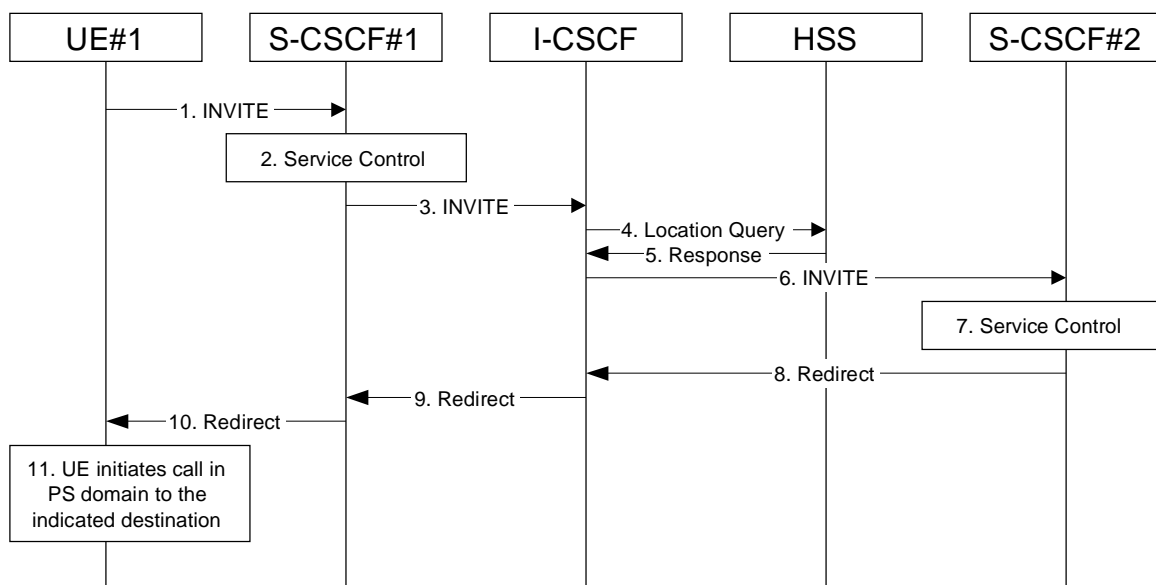 UE#1
S-CSCF#1
I-CSCF
HSS
S-CSCF#2
1. INVITE
2. Service Control
3. INVITE
4. Location Query
5. Response
6. INVITE
7. Service Control
8. Redirect
9. Redirect
10. Redirect
11. UE initiates call in
PS domain to the
indicated destination